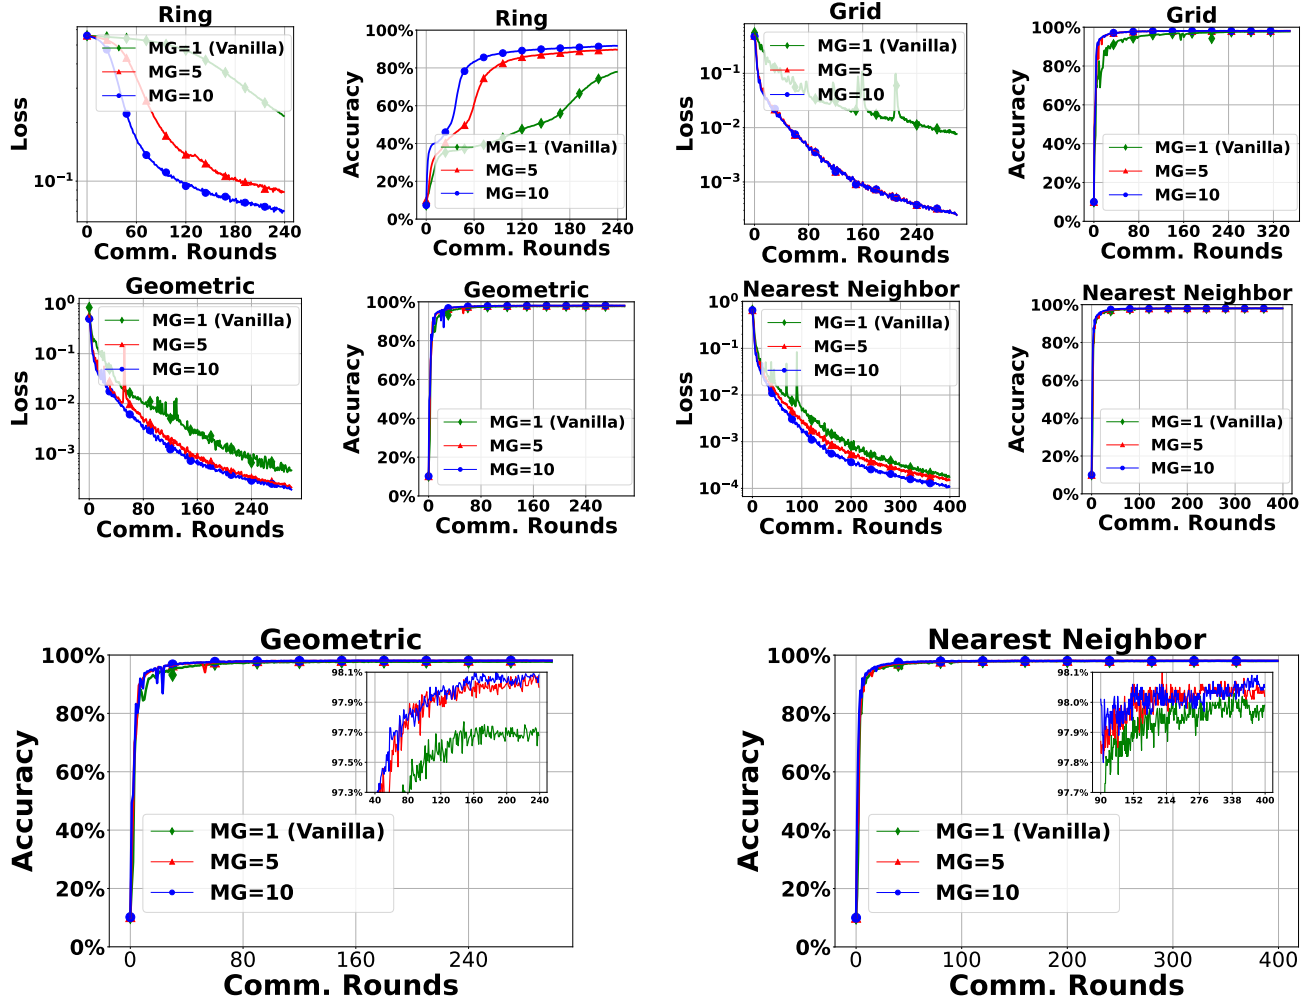 Ring
Loss
10⁻¹
MG=1 (Vanilla)
MG=5
MG=10
0 60 120 180 240
Comm. Rounds
Ring
Accuracy
100%
80%
60%
40%
20%
0%
MG=1 (Vanilla)
MG=5
MG=10
0 60 120 180 240
Comm. Rounds
Grid
Loss
10⁻¹
10⁻²
10⁻³
MG=1 (Vanilla)
MG=5
MG=10
0 80 160 240
Comm. Rounds
Grid
Accuracy
100%
80%
60%
40%
20%
0%
MG=1 (Vanilla)
MG=5
MG=10
0 80 160 240 320
Comm. Rounds
Geometric
Loss
10⁰
10⁻¹
10⁻²
10⁻³
MG=1 (Vanilla)
MG=5
MG=10
0 80 160 240
Comm. Rounds
Geometric
Accuracy
100%
80%
60%
40%
20%
0%
MG=1 (Vanilla)
MG=5
MG=10
0 80 160 240
Comm. Rounds
Nearest Neighbor
Loss
10⁰
10⁻¹
10⁻²
10⁻³
10⁻⁴
MG=1 (Vanilla)
MG=5
MG=10
0 100 200 300 400
Comm. Rounds
Nearest Neighbor
Accuracy
100%
80%
60%
40%
20%
0%
MG=1 (Vanilla)
MG=5
MG=10
0 100 200 300 400
Comm. Rounds
Geometric
Accuracy
100%
80%
60%
40%
20%
0%
98.1%
97.9%
97.7%
97.5%
97.3%
40 80 120 160 200 240
MG=1 (Vanilla)
MG=5
MG=10
0 80 160 240
Comm. Rounds
Nearest Neighbor
Accuracy
100%
80%
60%
40%
20%
0%
98.1%
98.0%
97.9%
97.8%
97.7%
90 152 214 276 338 400
MG=1 (Vanilla)
MG=5
MG=10
0 100 200 300 400
Comm. Rounds